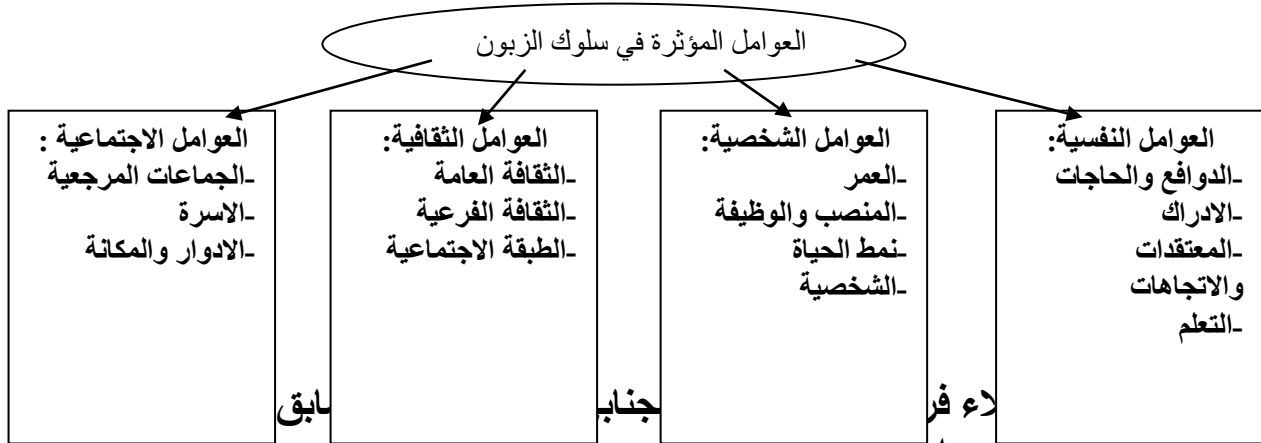 العوامل المؤثرة في سلوك الزبون
العوامل النفسية:
-الدوافع والحاجات
-الادراك
-المعتقدات
والاتجاهات
-التعلم
العوامل الشخصية:
-العمر
-المنصب والوظيفة
-نمط الحياة
-الشخصية
العوامل الثقافية:
-الثقافة العامة
-الثقافة الفرعية
-الطبقة الاجتماعية
العوامل الاجتماعية :
-الجماعات المرجعية
-الاسرة
-الادوار والمكانة